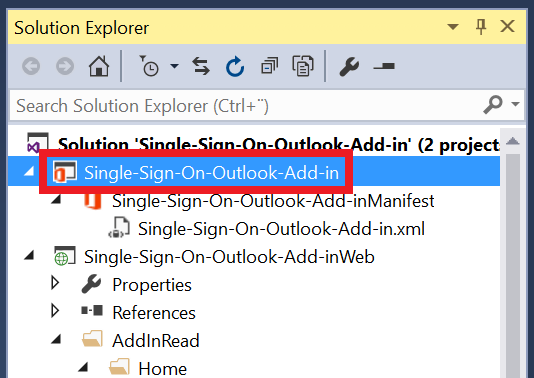 Solution Explorer
Search Solution Explorer (Ctrl+¨)
Solution 'Single-Sign-On-Outlook-Add-in' (2 project
Single-Sign-On-Outlook-Add-in
Single-Sign-On-Outlook-Add-inManifest
Single-Sign-On-Outlook-Add-in.xml
Single-Sign-On-Outlook-Add-inWeb
Properties
References
AddInRead
Home